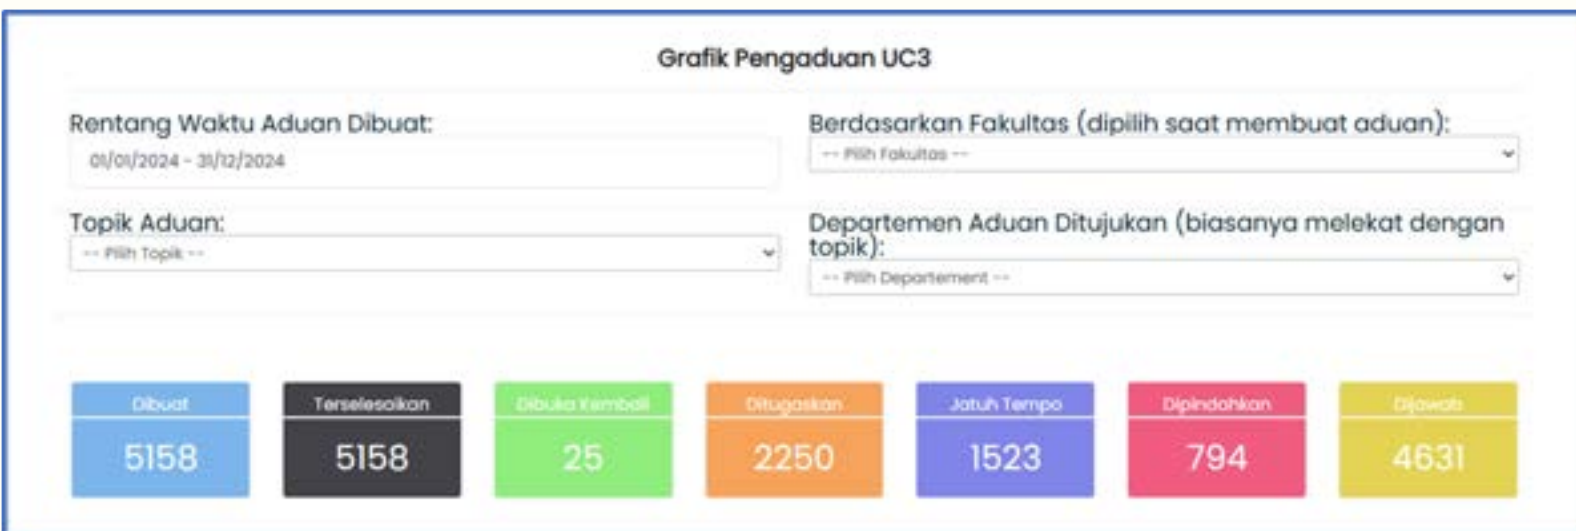 Grafik Pengaduan UC3
Rentang Waktu Aduan Dibuat:
01/01/2024 - 31/12/2024
Berdasarkan Fakultas (dipilih saat membuat aduan):
-- Pilih Fakultas --
Topik Aduan:
-- Pilih Topik --
Departemen Aduan Ditujukan (biasanya melekat dengan
topik):
-- Pilih Departement --
Dibuat
5158
Terselesaikan
5158
Dibuka Kembali
25
Ditugaskan
2250
Jatuh Tempo
1523
Dipindahkan
794
Dijawab
4631